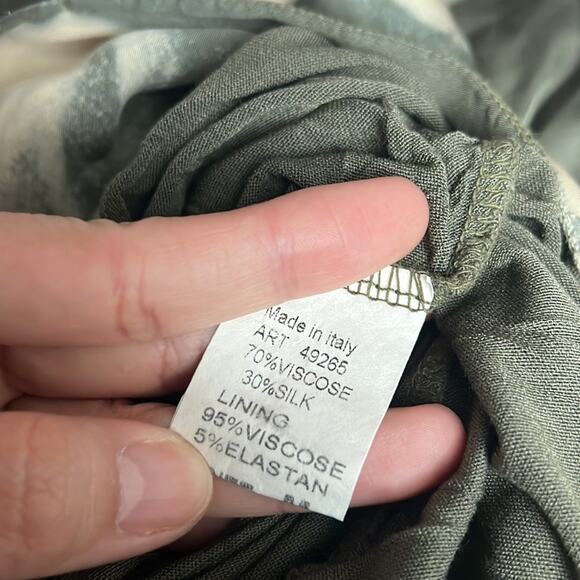 Made in italy
ART 49265
70%VISCOSE
30%SILK
LINING
95%VISCOSE
5%ELASTAN